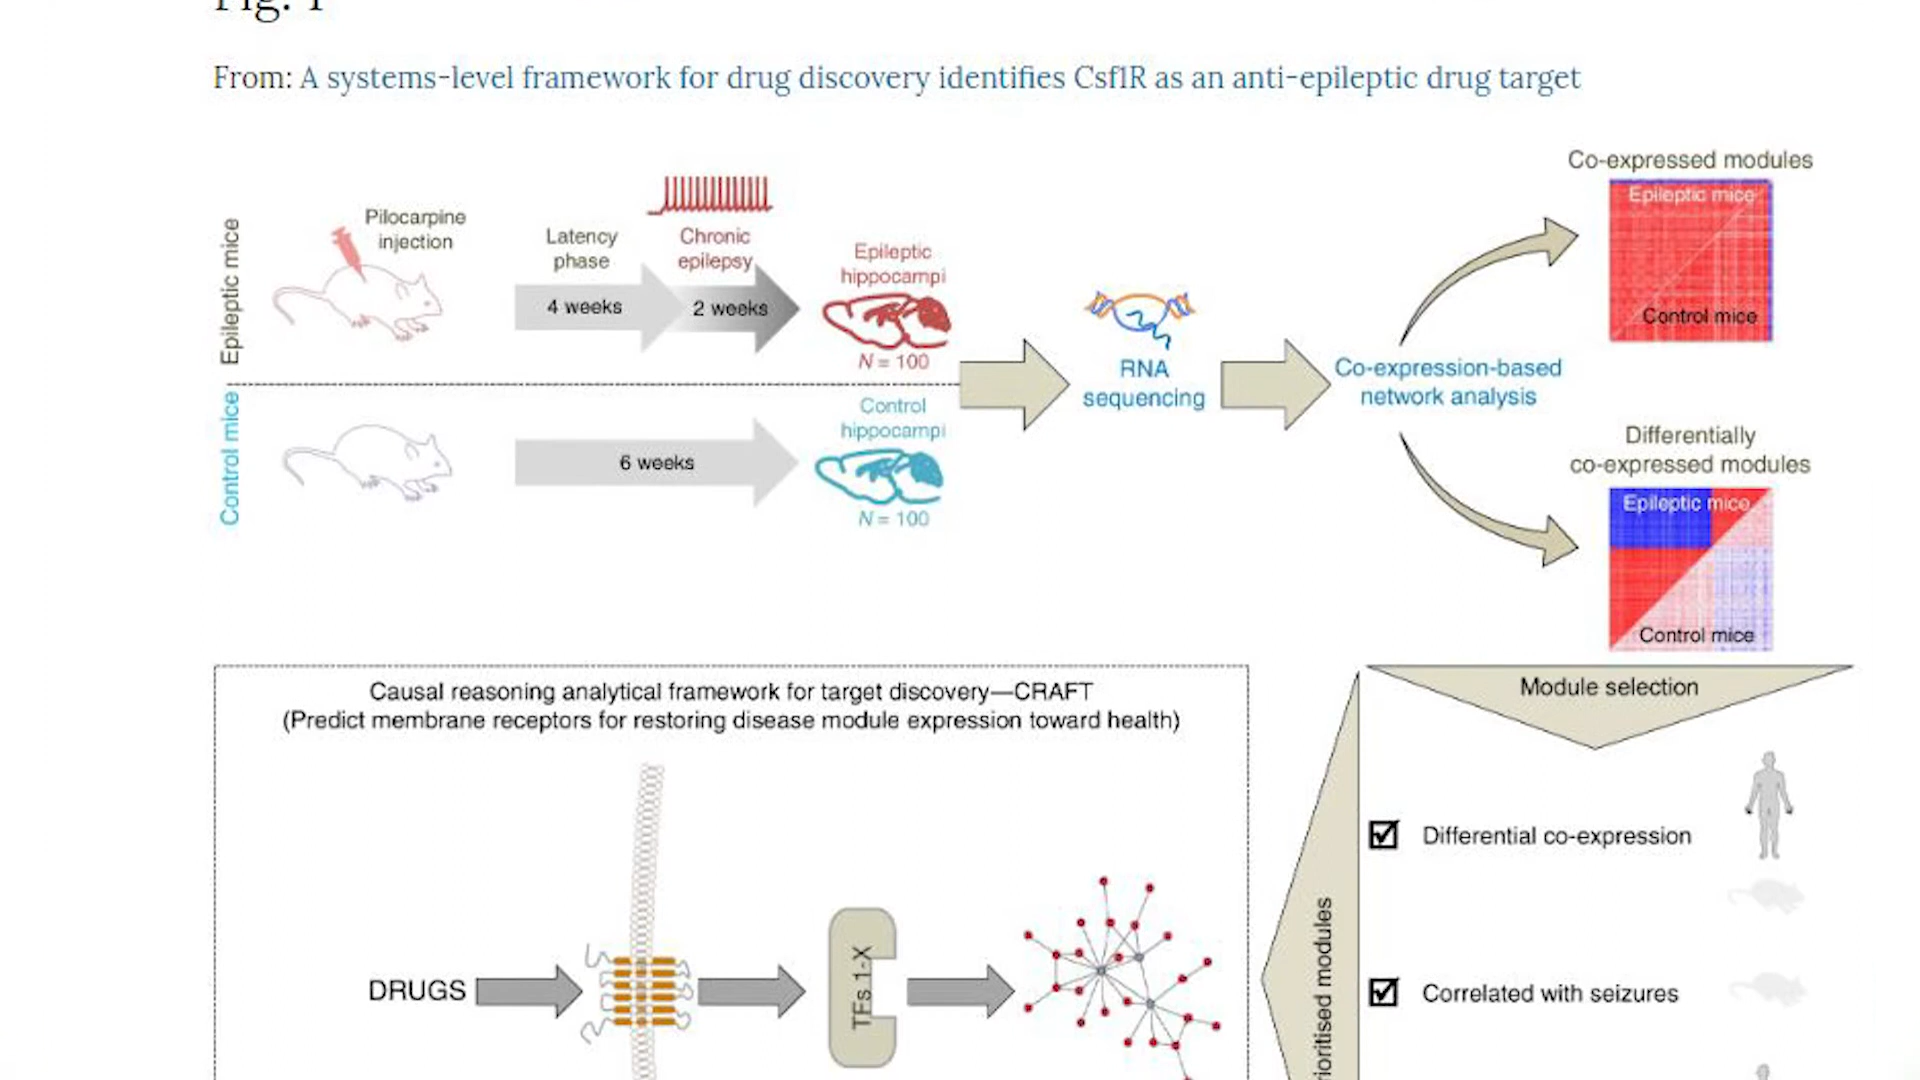 Fig. 1
From: A systems-level framework for drug discovery identifies Csf1R as an anti-epileptic drug target
Epileptic mice
Pilocarpine
injection
Latency
phase
4 weeks
Chronic
epilepsy
2 weeks
Epileptic
hippocampi
N = 100
Control mice
6 weeks
Control
hippocampi
N = 100
RNA
sequencing
Co-expression-based
network analysis
Co-expressed modules
Epileptic mice
Control mice
Differentially
co-expressed modules
Epileptic mice
Control mice
Module selection
Differential co-expression
Correlated with seizures
Causal reasoning analytical framework for target discovery—CRAFT
(Predict membrane receptors for restoring disease module expression toward health)
DRUGS
TFs 1-X
modules